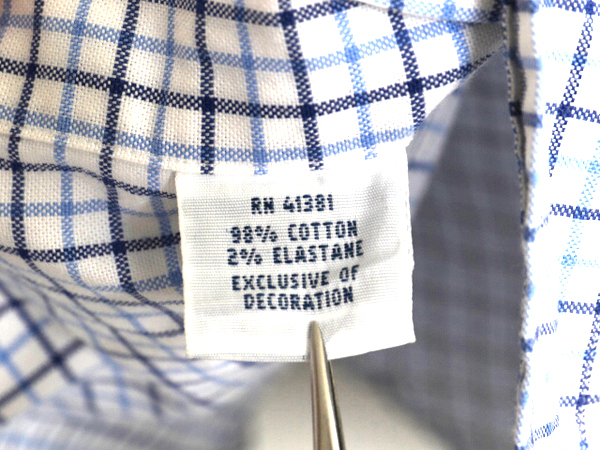 RN 41381
98% COTTON
2% ELASTANE
EXCLUSIVE OF
DECORATION